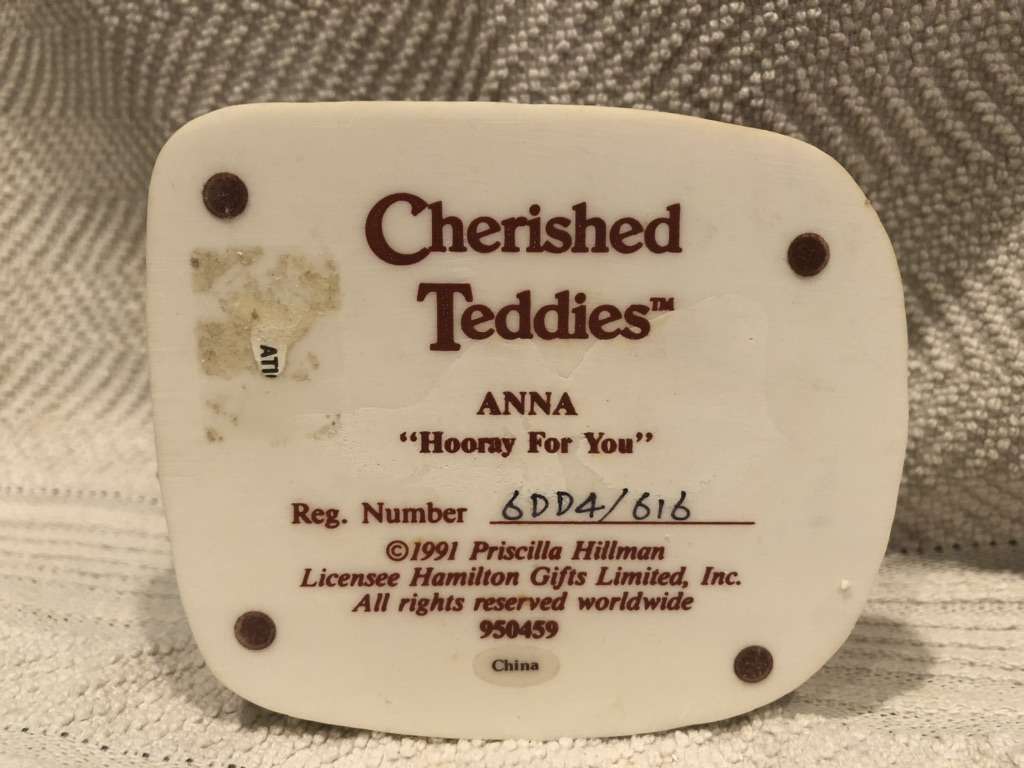 Cherished
Teddies™
ANNA
“Hooray For You”
Reg. Number 6DD4/616
©1991 Priscilla Hillman
Licensee Hamilton Gifts Limited, Inc.
All rights reserved worldwide
950459
China